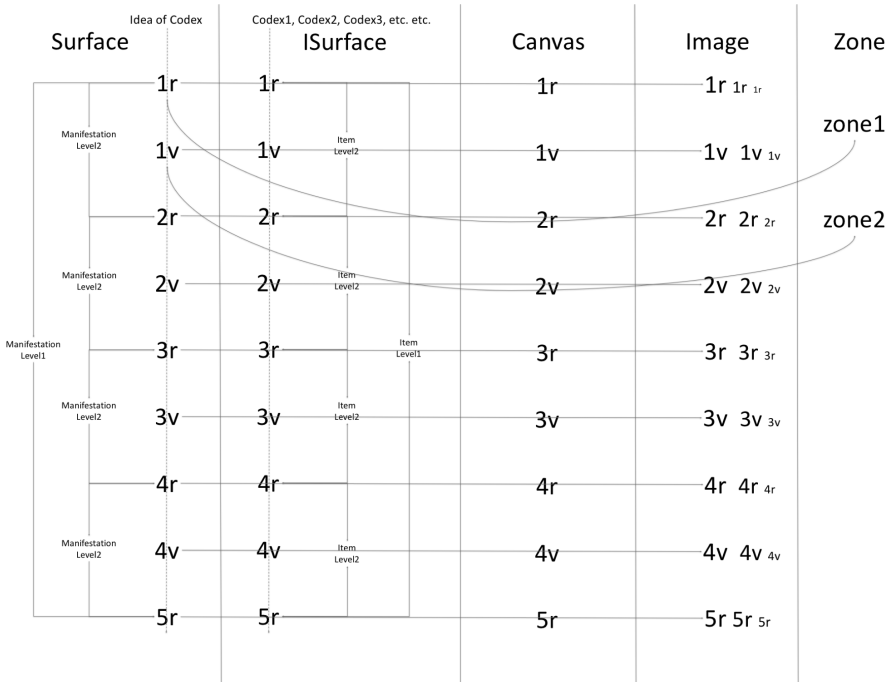 Idea of Codex
Codex1, Codex2, Codex3, etc. etc.
Surface
ISurface
Canvas
Image
Zone
1r 1r 1r 1r 1r 1r
zone1
Manifestation
Level2
Item
Level2
1v 1v 1v 1v 1v 1v
2r 2r 2r 2r 2r 2r
zone2
Manifestation
Level2
Item
Level2
2v 2v 2v 2v 2v 2v
Manifestation
Level1
Item
Level1
3r 3r 3r 3r 3r 3r
Manifestation
Level2
Item
Level2
3v 3v 3v 3v 3v 3v
4r 4r 4r 4r 4r 4r
Manifestation
Level2
Item
Level2
4v 4v 4v 4v 4v 4v
5r 5r 5r 5r 5r 5r